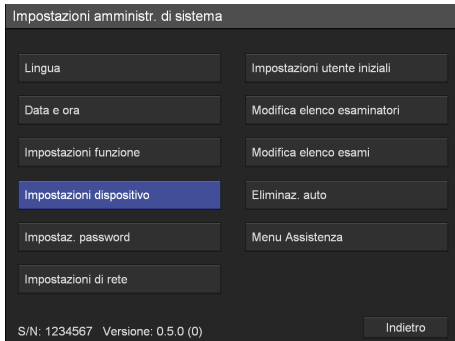 Impostazioni amministr. di sistema
Lingua
Impostazioni utente iniziali
Data e ora
Modifica elenco esaminatori
Impostazioni funzione
Modifica elenco esami
Impostazioni dispositivo
Eliminaz. auto
Impostaz. password
Menu Assistenza
Impostazioni di rete
S/N: 1234567 Versione: 0.5.0 (0)
Indietro